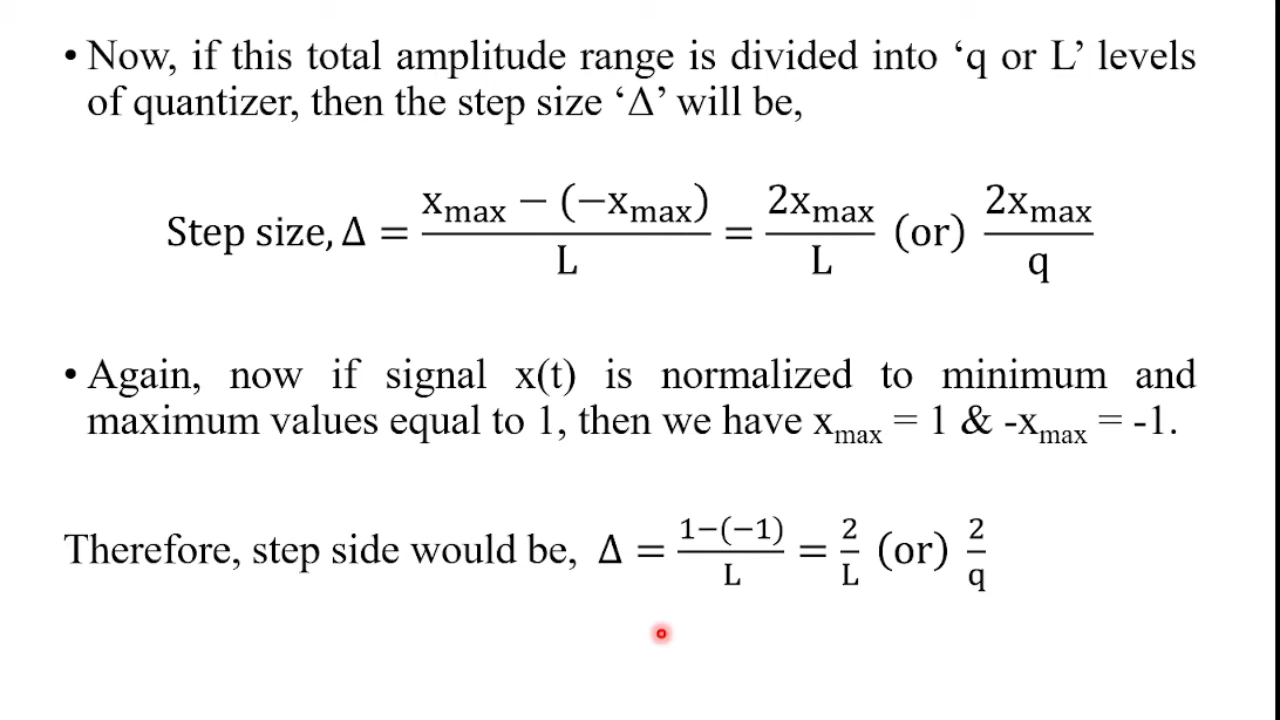 • Now, if this total amplitude range is divided into ‘q or L’ levels
of quantizer, then the step size ‘Δ’ will be,
Step size, Δ = (x_max − (−x_max))/L = 2x_max/L (or) 2x_max/q
• Again, now if signal x(t) is normalized to minimum and
maximum values equal to 1, then we have x_max = 1 & -x_max = -1.
Therefore, step side would be, Δ = (1−(−1))/L = 2/L (or) 2/q